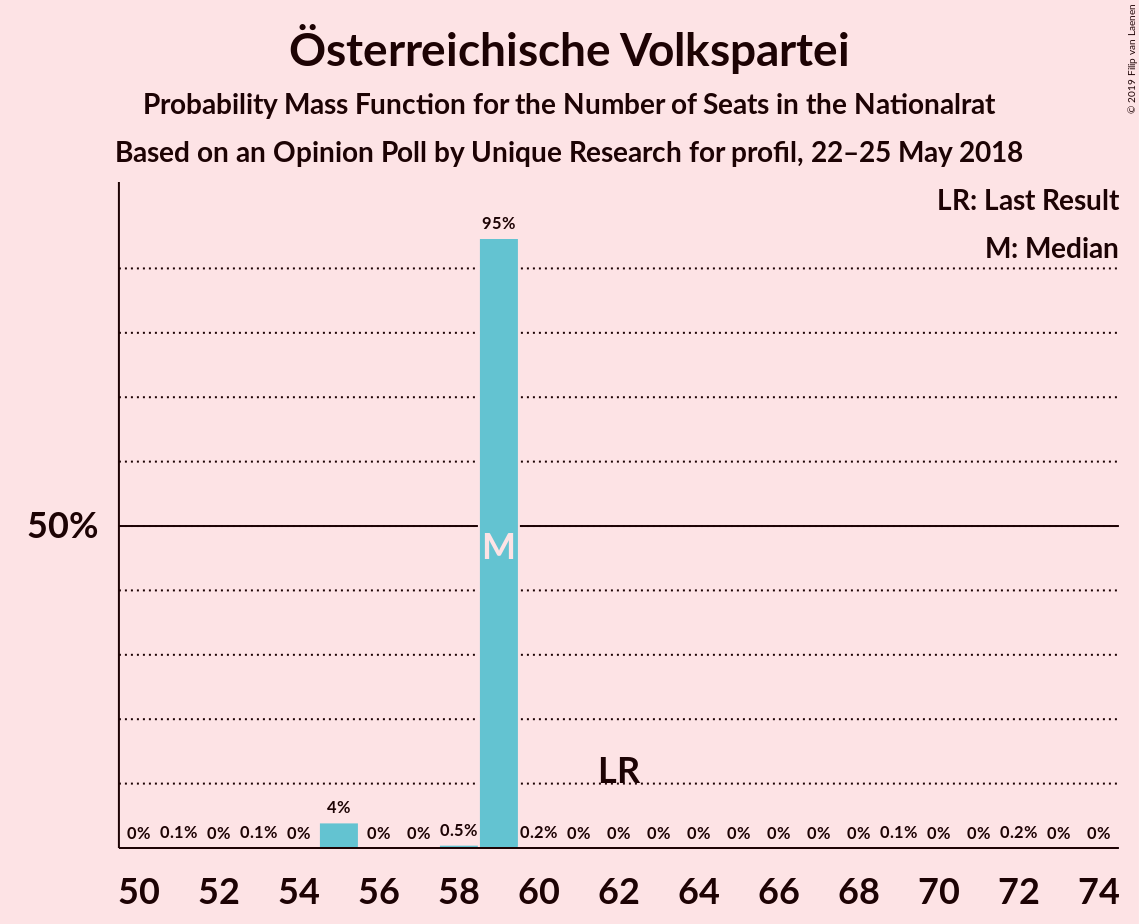 Österreichische Volkspartei
Probability Mass Function for the Number of Seats in the Nationalrat
Based on an Opinion Poll by Unique Research for profil, 22–25 May 2018
© 2019 Filip van Laenen
LR: Last Result
M: Median
95%
50%
M
LR
4%
0% 0.1% 0% 0.1% 0% 0% 0% 0.5% 0.2% 0% 0% 0% 0% 0% 0% 0% 0% 0.1% 0% 0% 0.2% 0% 0%
50 52 54 56 58 60 62 64 66 68 70 72 74